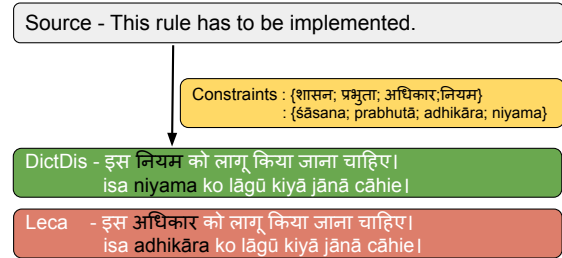 Source - This rule has to be implemented.
Constraints : {शासन; प्रभुता; अधिकार;नियम}
: {śāsana; prabhutā; adhikāra; niyama}
DictDis - इस नियम को लागू किया जाना चाहिए।
isa niyama ko lāgū kiyā jānā cāhie।
Leca - इस अधिकार को लागू किया जाना चाहिए।
isa adhikāra ko lāgū kiyā jānā cāhie।